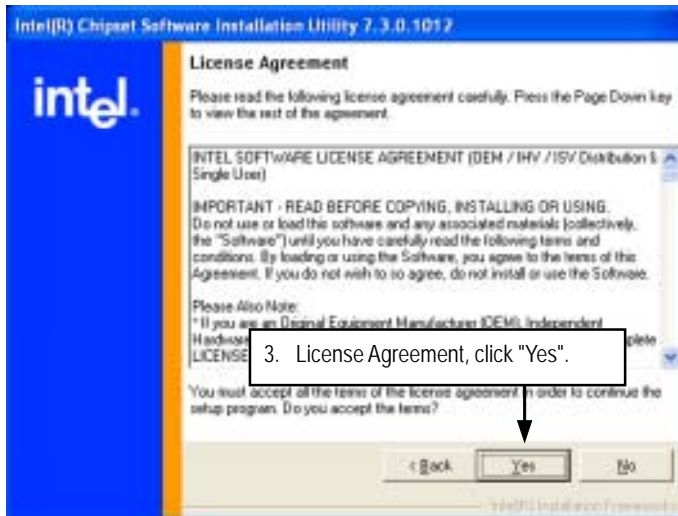 Intel(R) Chipset Software Installation Utility 7.3.0.1012
intel.
License Agreement
Please read the following license agreement carefully. Press the Page Down key
to view the rest of the agreement.
INTEL SOFTWARE LICENSE AGREEMENT (OEM / IHV / ISV Distribution &
Single User)
IMPORTANT - READ BEFORE COPYING, INSTALLING OR USING.
Do not use or load this software and any associated materials (collectively,
the "Software") until you have carefully read the following terms and
conditions. By loading or using the Software, you agree to the terms of this
Agreement. If you do not wish to so agree, do not install or use the Software.
Please Also Note:
* If you are an Original Equipment Manufacturer (OEM), Independent
Hardware
LICENSE
3. License Agreement, click "Yes".
You must accept all the terms of the license agreement in order to continue the
setup program. Do you accept the terms?
< Back
Yes
No
Intel(R) Installation Frameworks